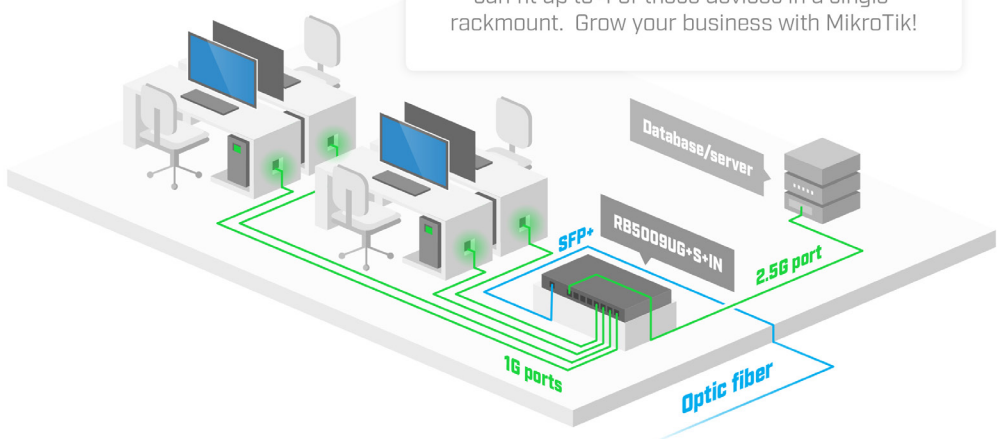 rackmount. Grow your business with MikroTik!
Database/server
RB5009UG+S+IN
SFP+
2.5G port
1G ports
Optic fiber